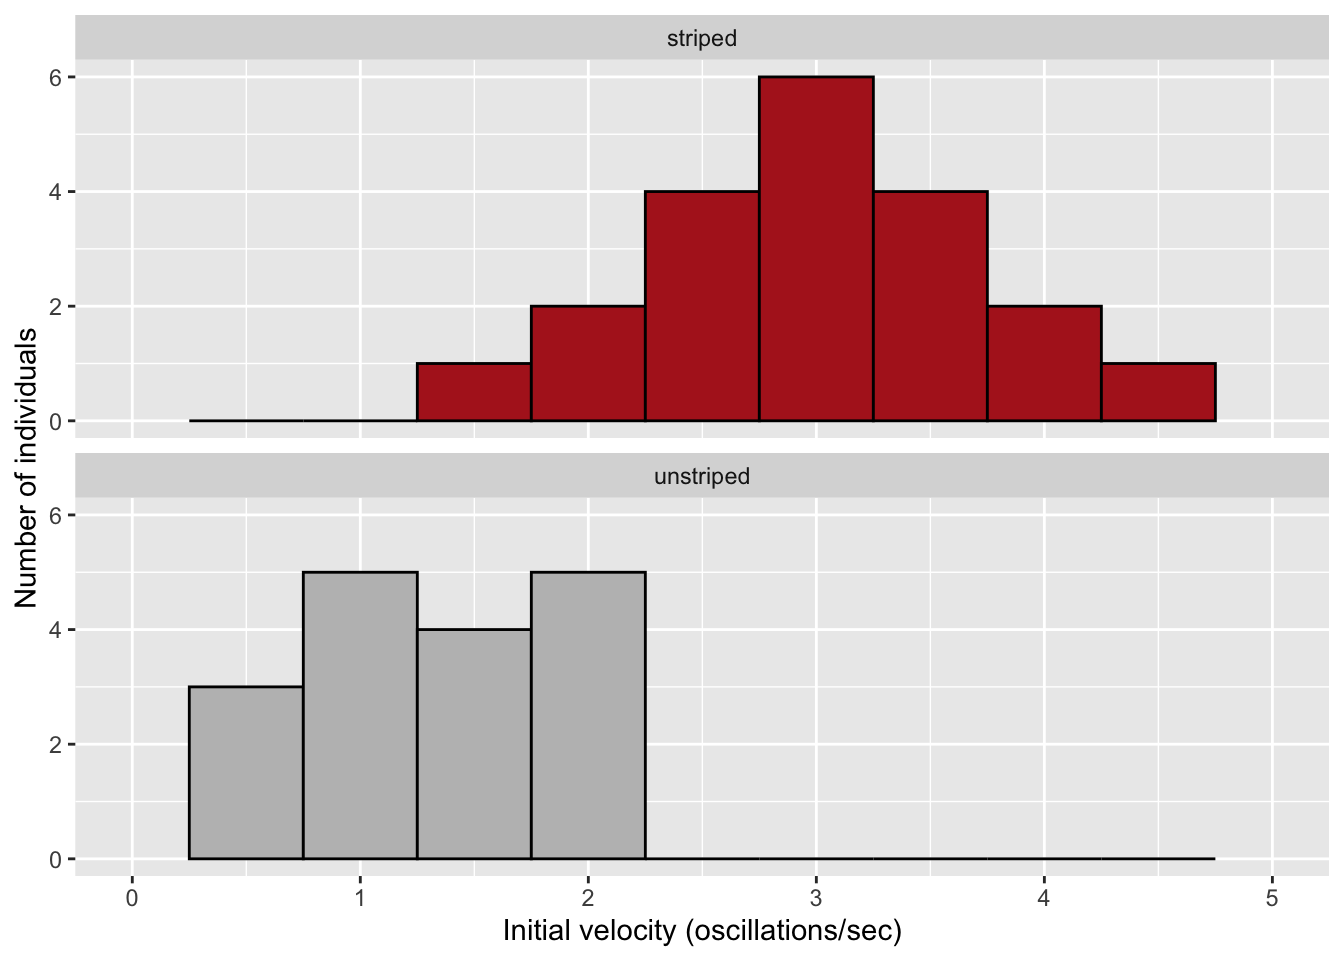 striped
6
4
2
0
Number of individuals
unstriped
6
4
2
0
0 1 2 3 4 5
Initial velocity (oscillations/sec)